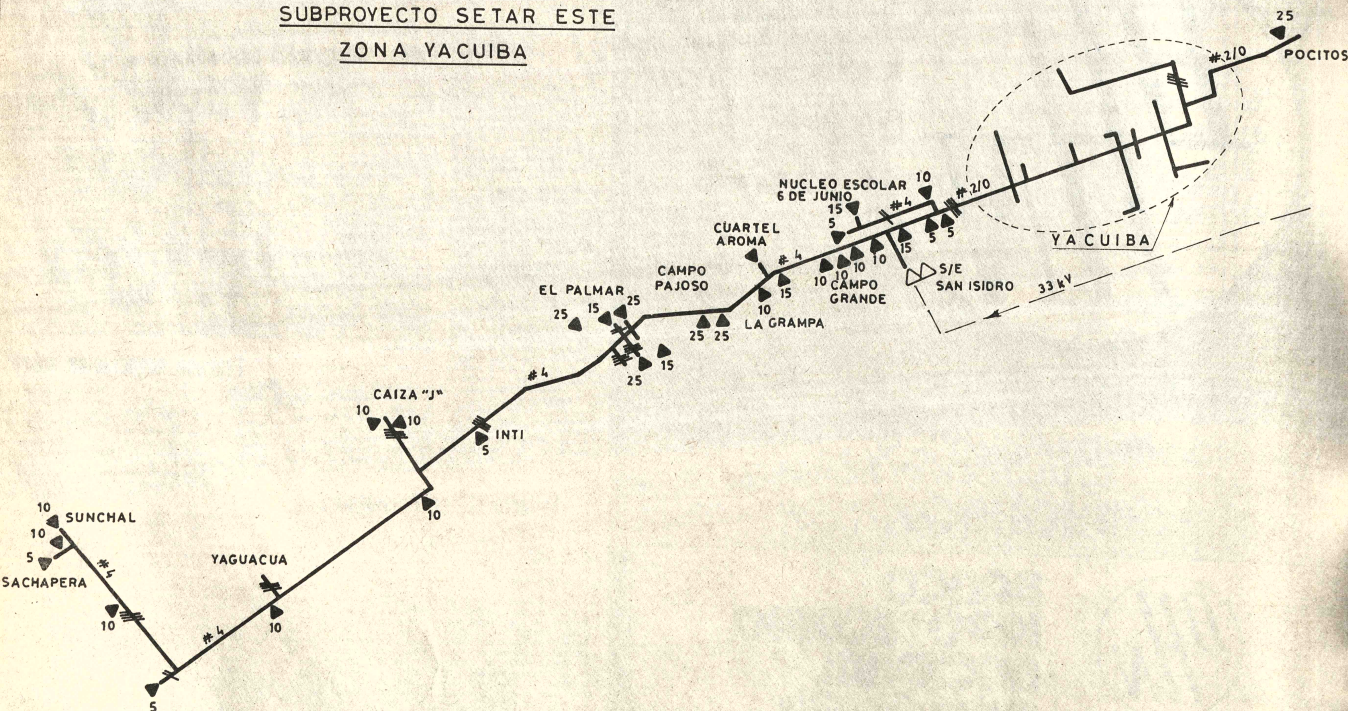 SUBPROYECTO SETAR ESTE
ZONA YACUIBA
25
POCITOS
# 2/0
NUCLEO ESCOLAR
6 DE JUNIO
10
15
# 4
5
# 2/0
CUARTEL
AROMA
# 4
15
5
5
10
10
10
10
CAMPO
GRANDE
S/E
SAN ISIDRO
YACUIBA
33 kV
CAMPO
PAJOSO
15
10
LA GRAMPA
EL PALMAR
25
15
25
25
25
15
25
# 4
CAIZA "J"
10
10
INTI
5
10
10
SUNCHAL
10
5
SACHAPERA
# 4
10
YAGUACUA
10
# 4
5